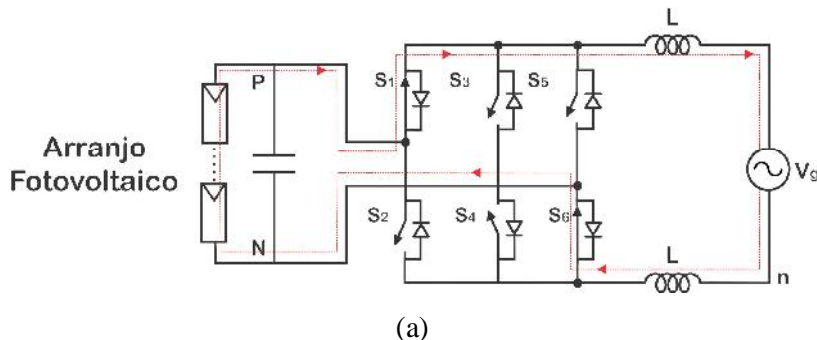 L
P
S1
S3
S5
Arranjo
Fotovoltaico
Vg
S2
S4
S6
N
L
n
(a)